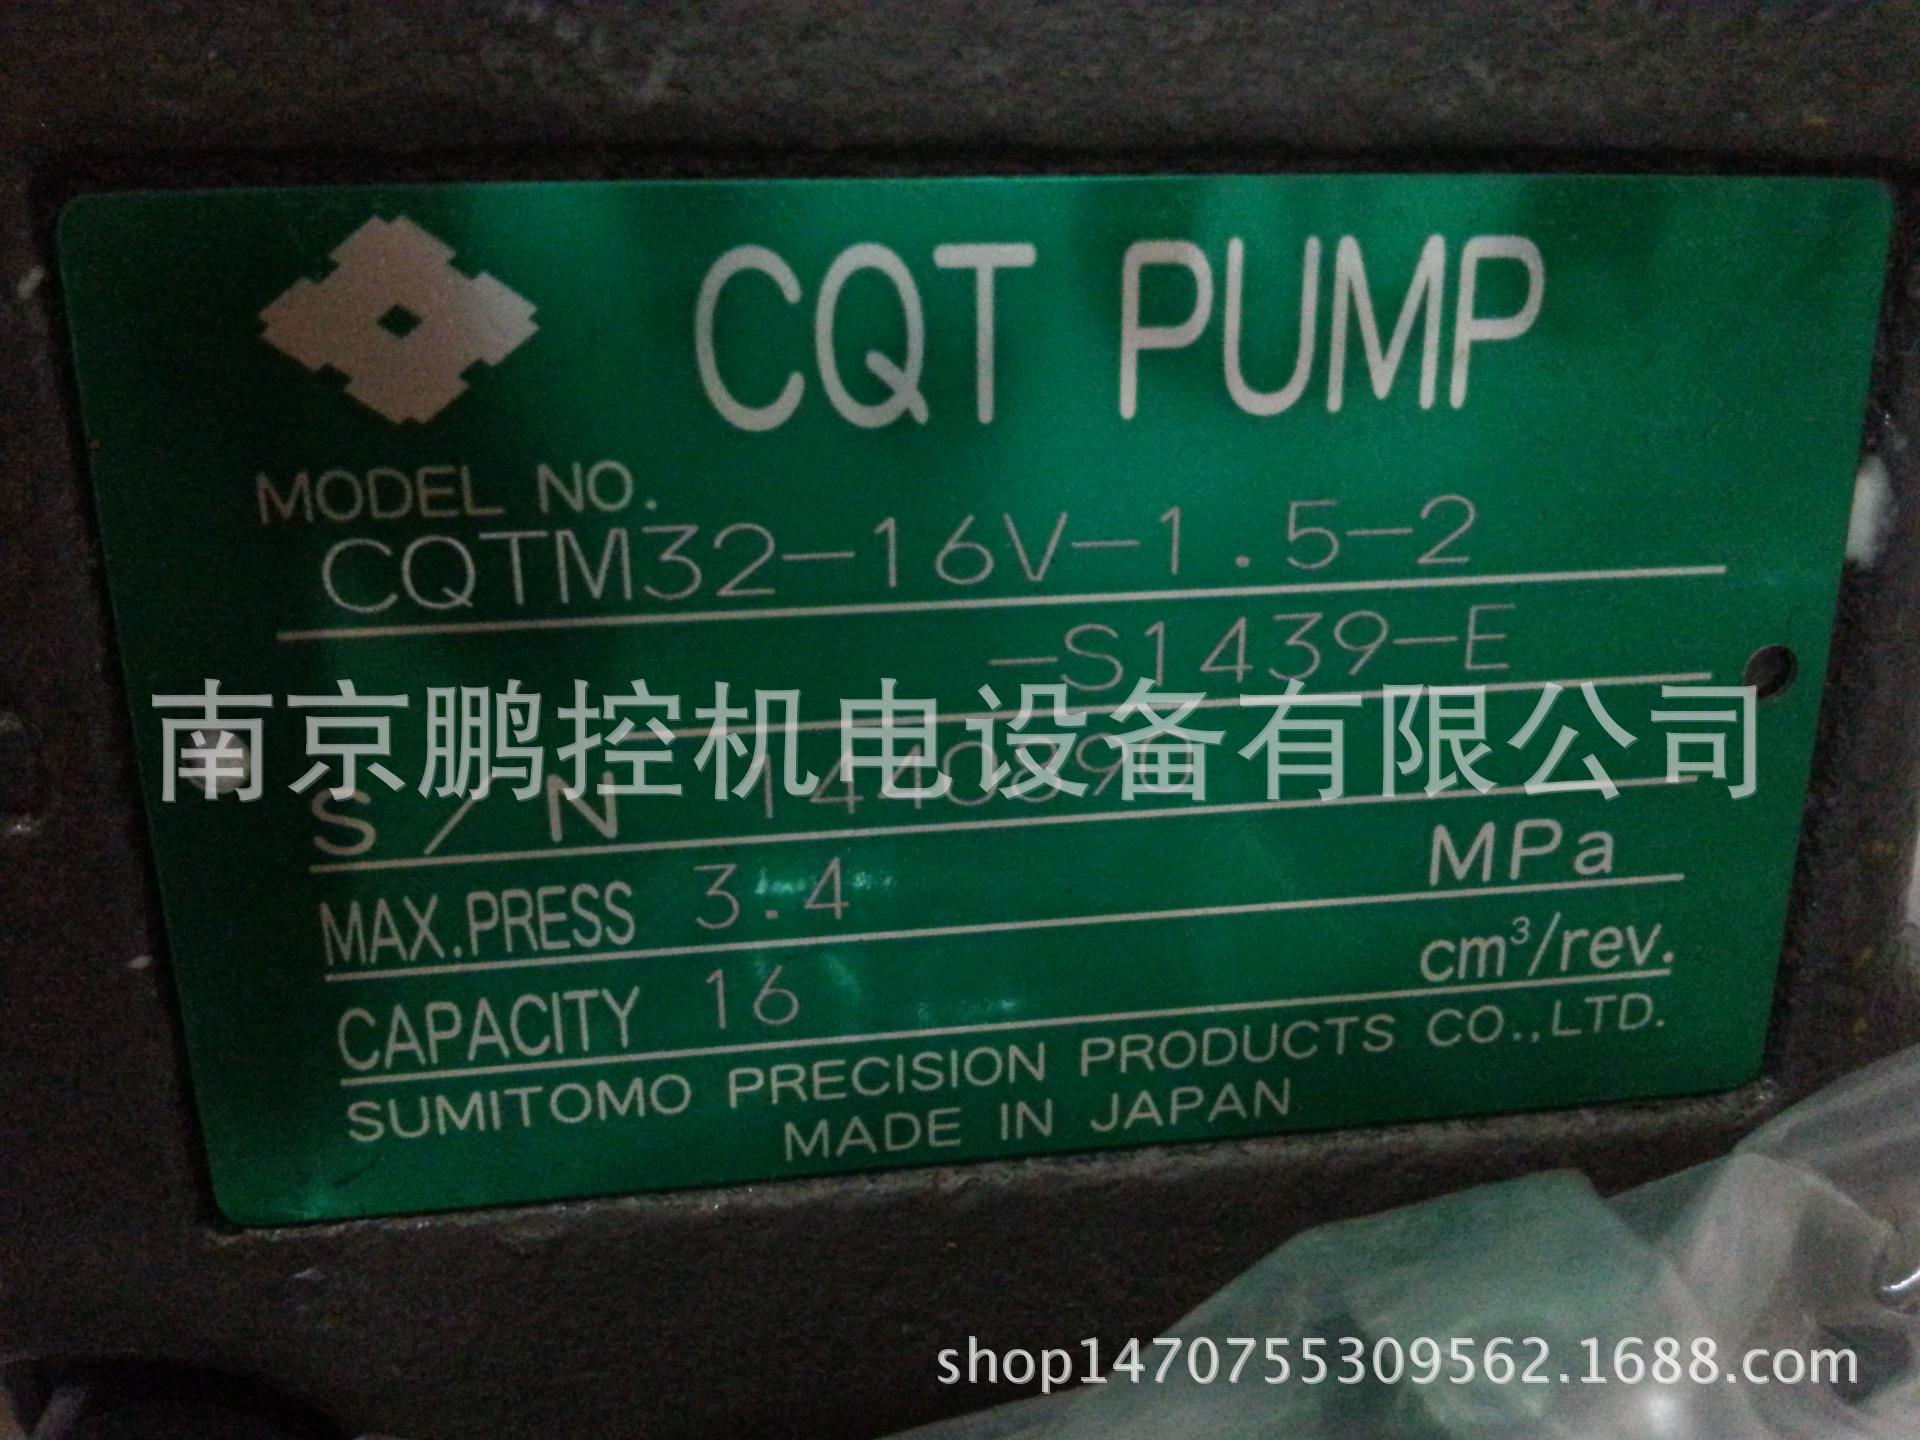 CQT PUMP
MODEL NO.
CQTM32-16V-1.5-2
-S1439-E
南京鹏控机电设备有限公司
S/N 1440890
MAX.PRESS 3.4 MPa
CAPACITY 16 cm³/rev.
SUMITOMO PRECISION PRODUCTS CO.,LTD.
MADE IN JAPAN
shop1470755309562.1688.com